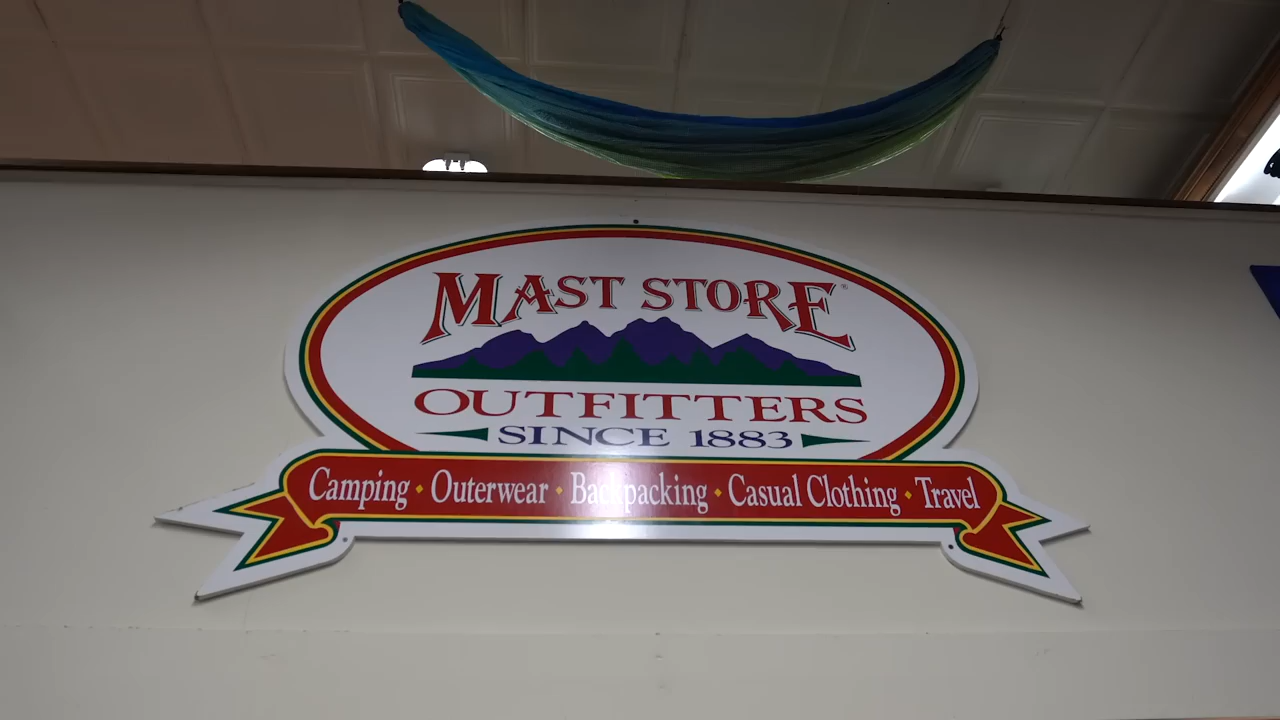 MAST STORE®
OUTFITTERS
SINCE 1883
Camping · Outerwear · Backpacking · Casual Clothing · Travel